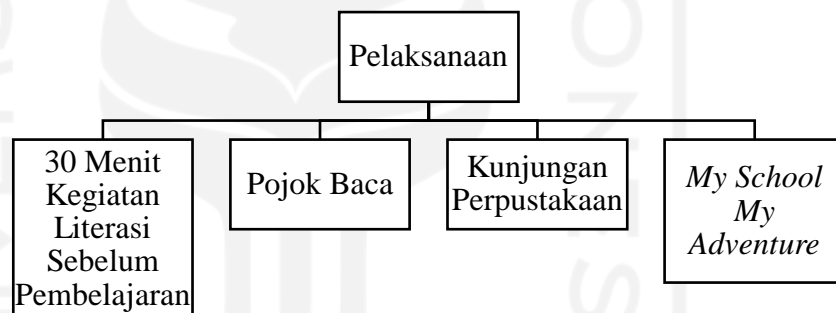 Pelaksanaan
30 Menit
Kegiatan
Literasi
Sebelum
Pembelajaran
Pojok Baca
Kunjungan
Perpustakaan
My School
My
Adventure